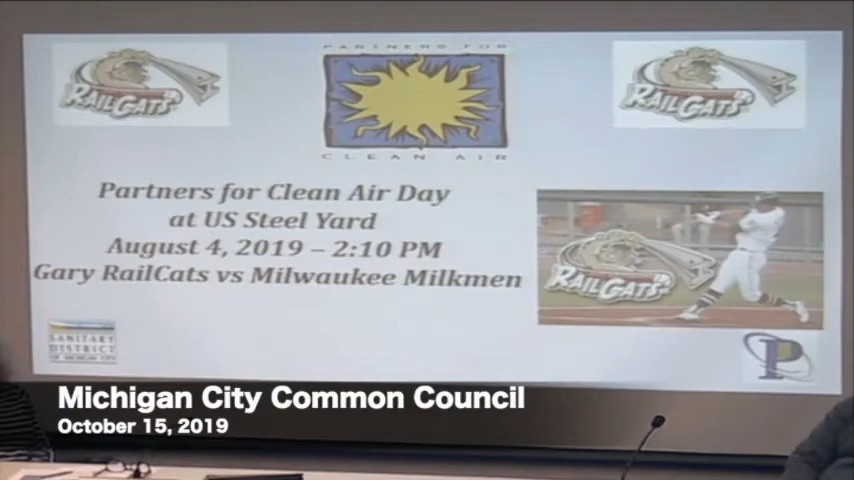 RAILCATS
PARTNERS FOR
CLEAN AIR
RAILCATS
Partners for Clean Air Day
at US Steel Yard
August 4, 2019 – 2:10 PM
Gary RailCats vs Milwaukee Milkmen
RAILCATS
SANITARY
DISTRICT
OF MICHIGAN CITY
P
Michigan City Common Council
October 15, 2019